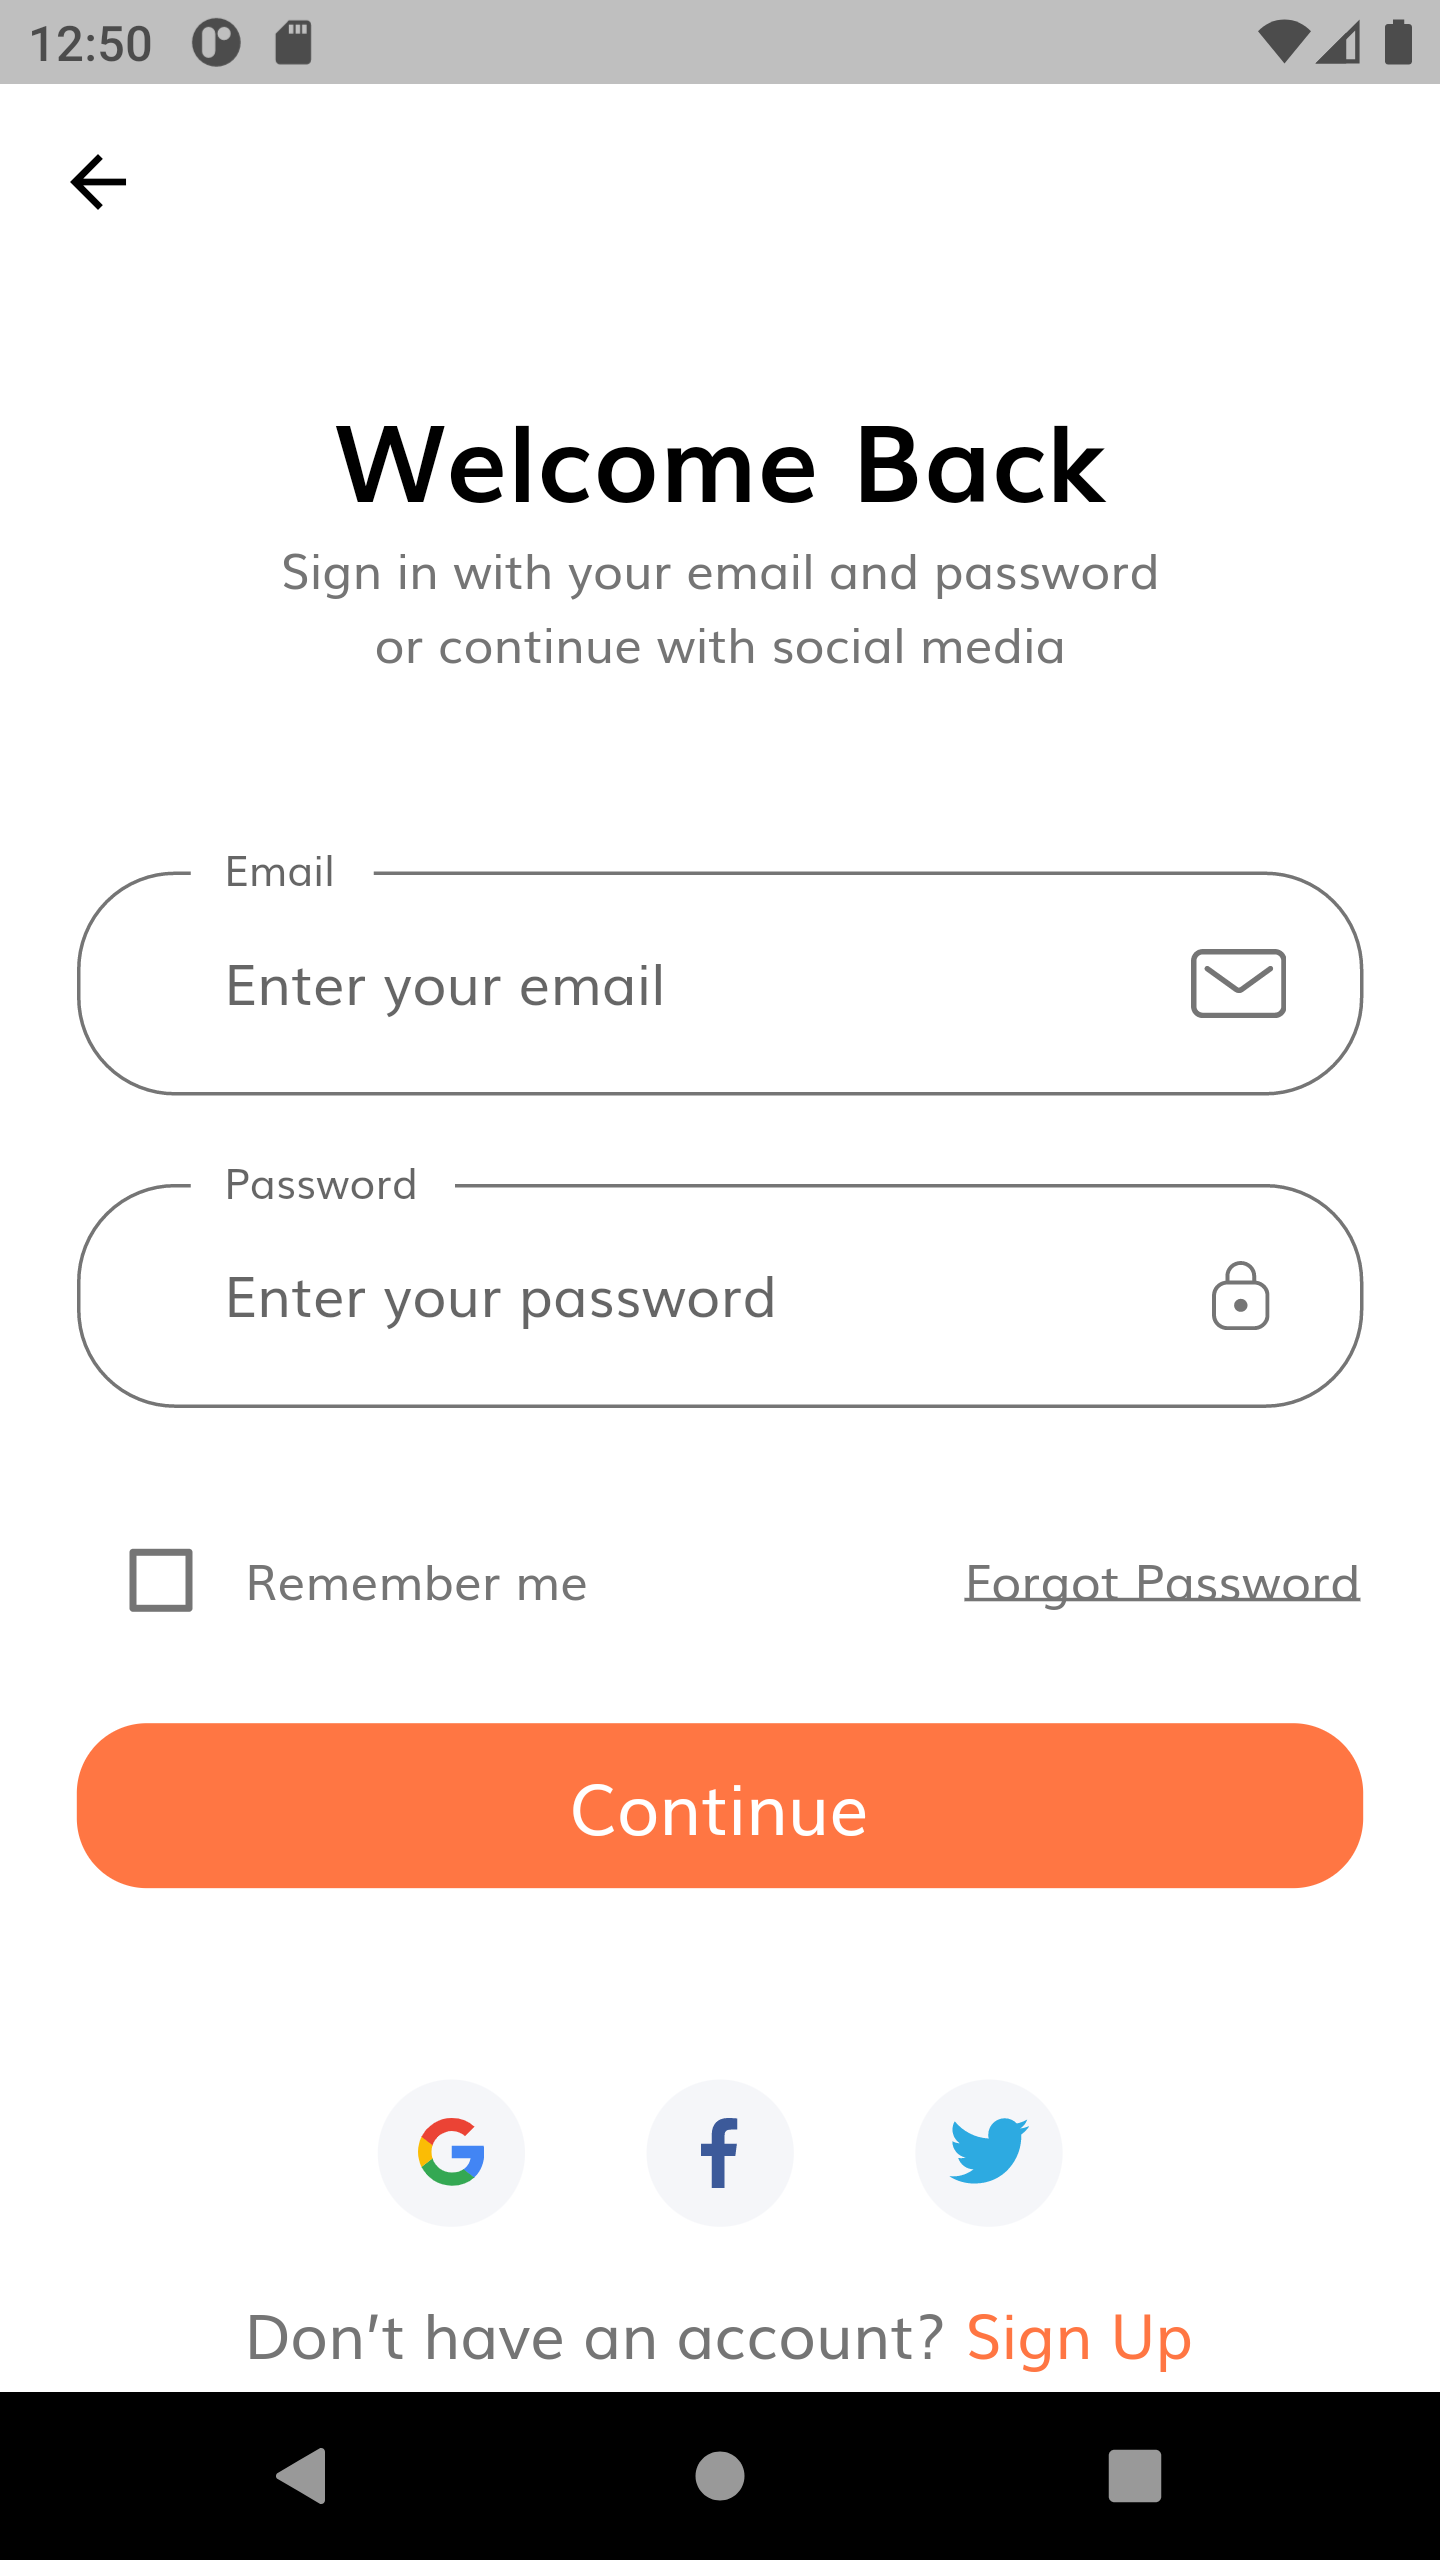 12:50
Welcome Back
Sign in with your email and password
or continue with social media
Email
Enter your email
Password
Enter your password
Remember me
Forgot Password
Continue
Don't have an account? Sign Up